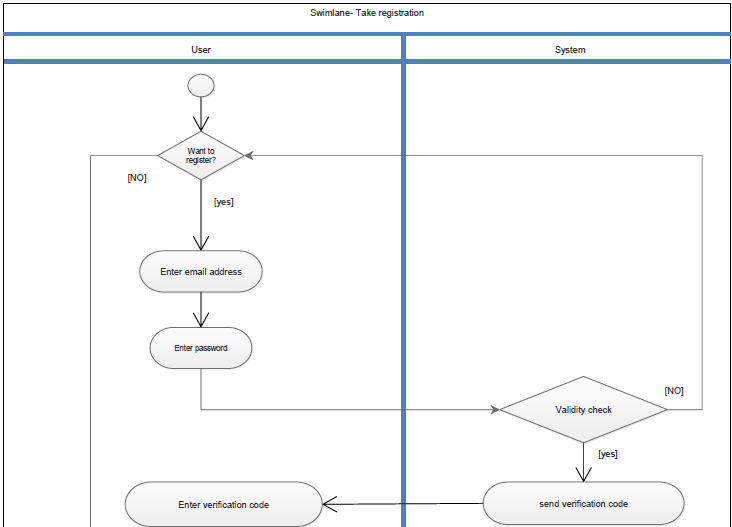 Swimlane- Take registration
User
System
Want to
register?
[NO]
[yes]
Enter email address
Enter password
[NO]
Validity check
[yes]
Enter verification code
send verification code